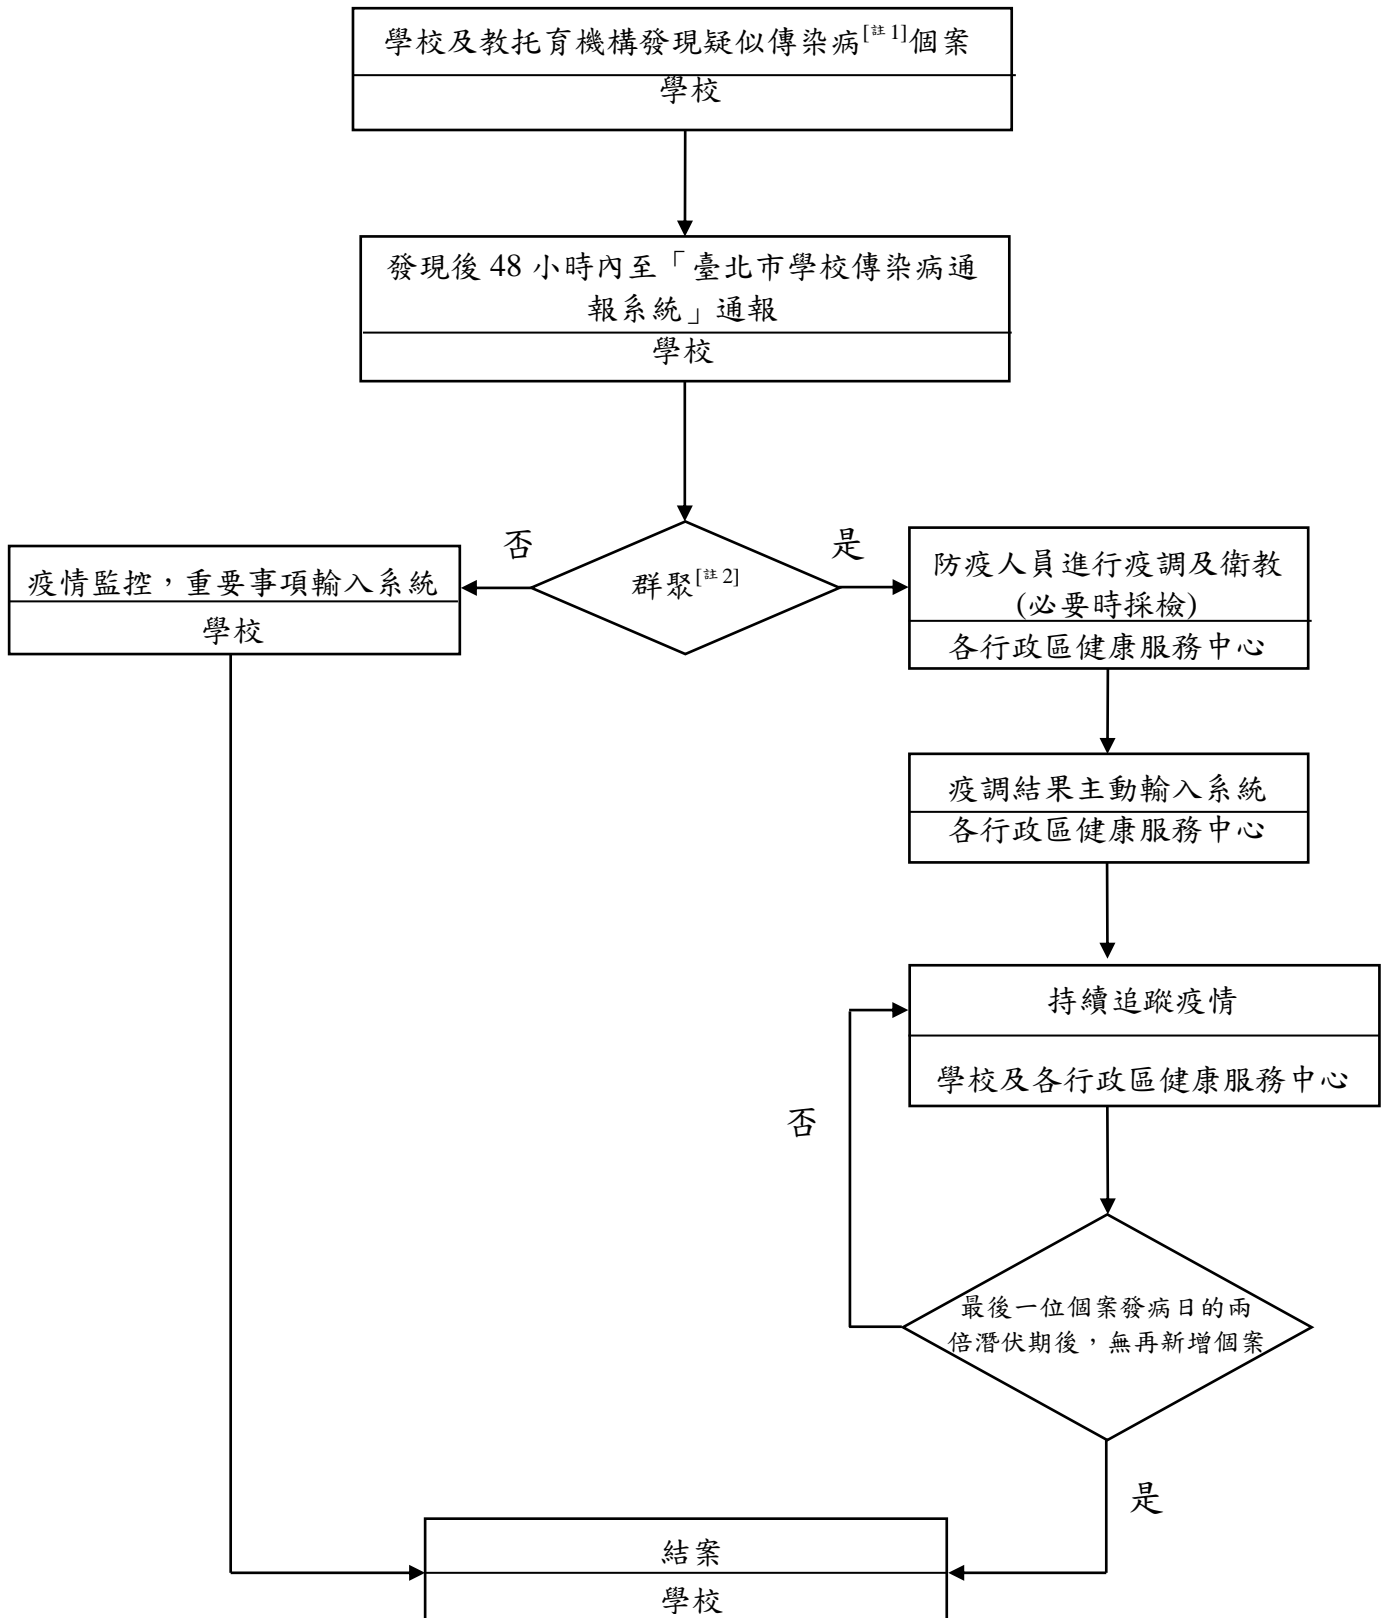 學校及教托育機構發現疑似傳染病[註1]個案
學校
發現後 48 小時內至「臺北市學校傳染病通
報系統」通報
學校
否
是
群聚[註2]
疫情監控,重要事項輸入系統
學校
防疫人員進行疫調及衛教
(必要時採檢)
各行政區健康服務中心
疫調結果主動輸入系統
各行政區健康服務中心
持續追蹤疫情
學校及各行政區健康服務中心
否
最後一位個案發病日的兩
倍潛伏期後,無再新增個案
是
結案
學校